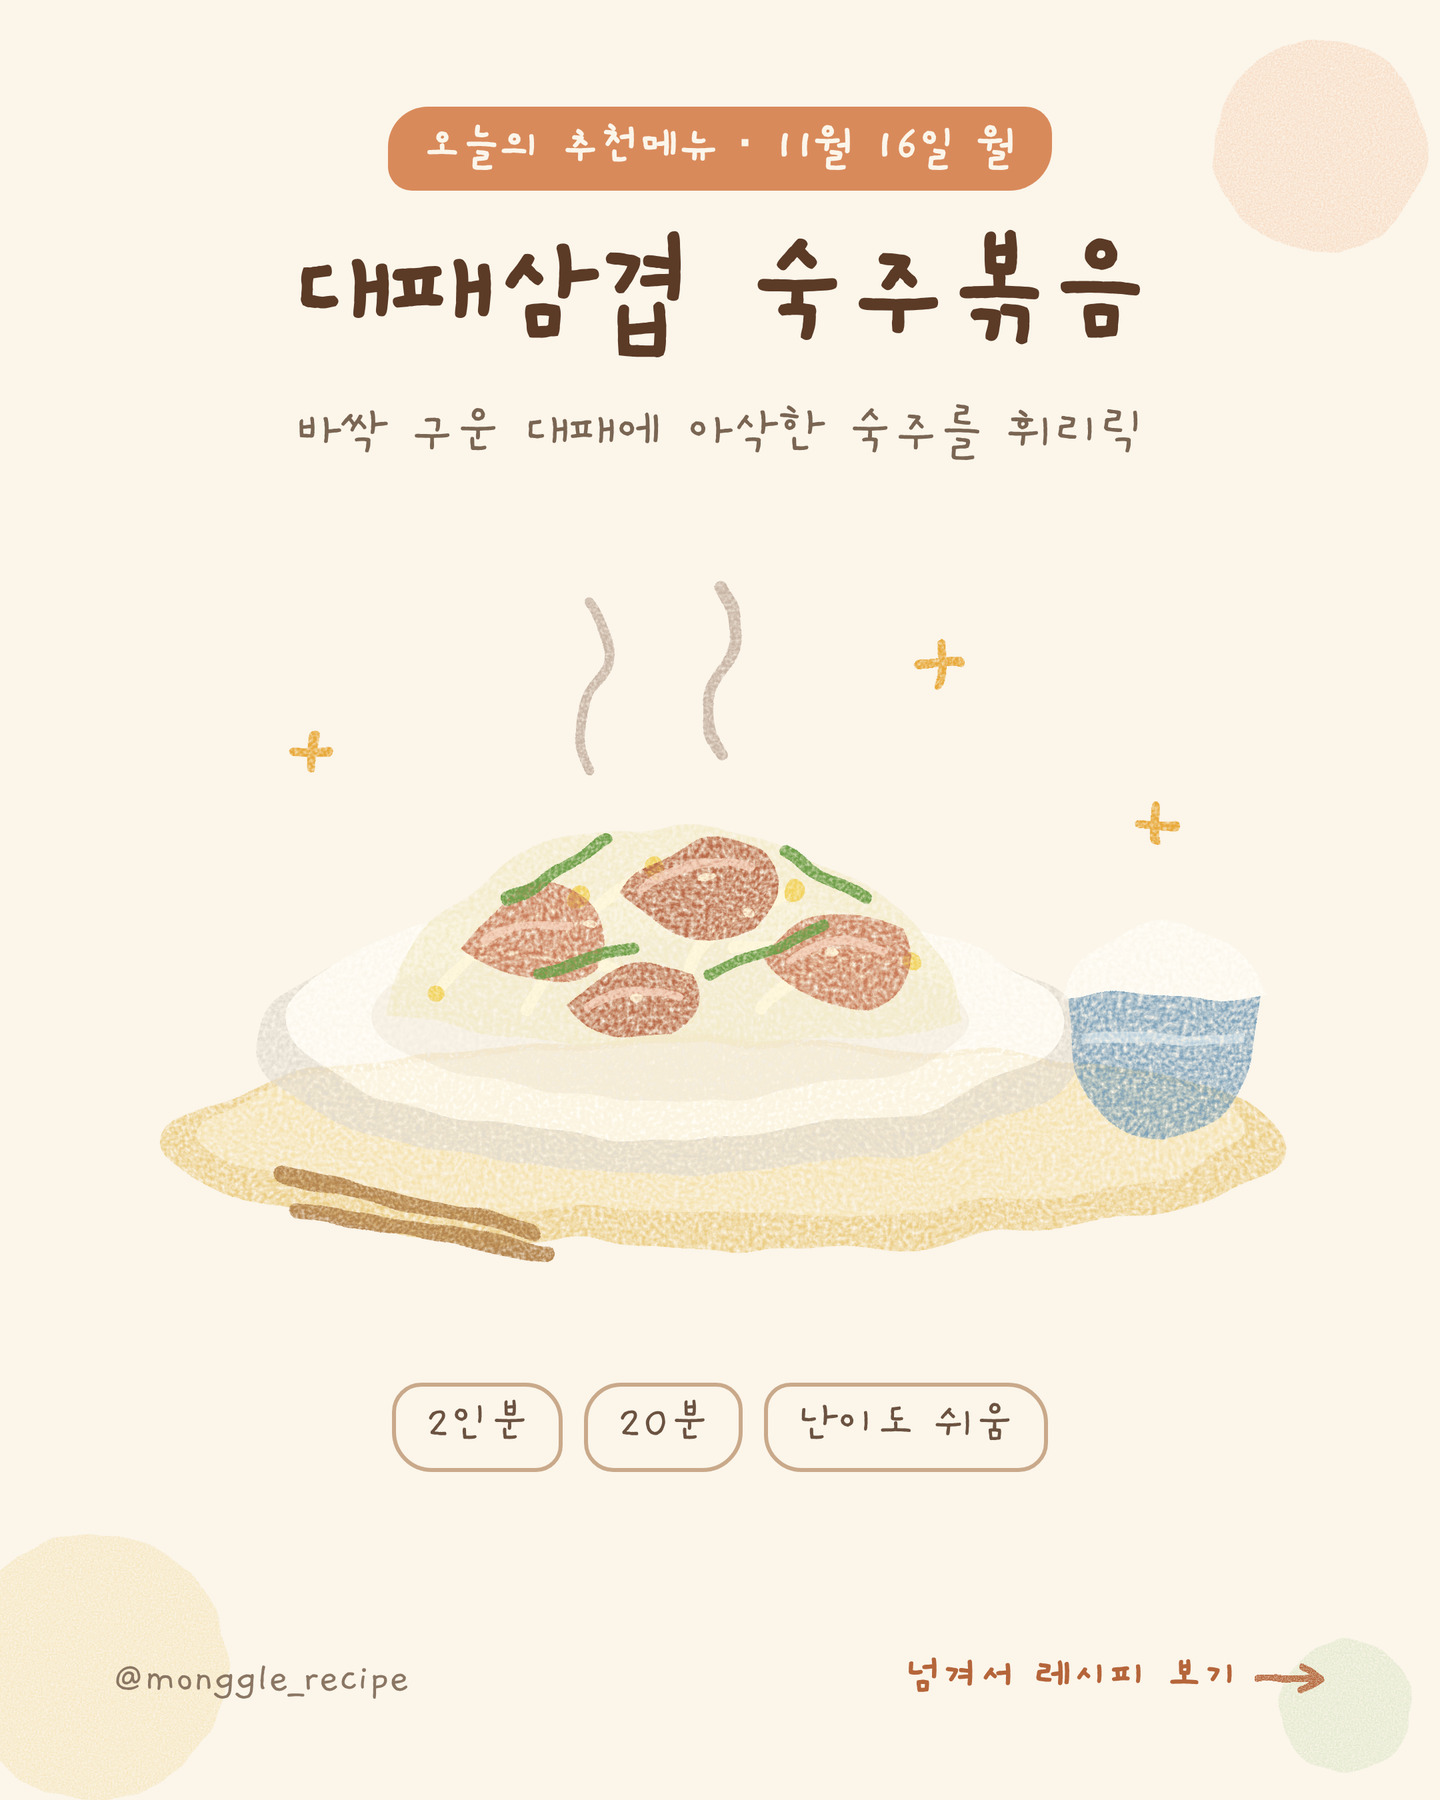 오늘의 추천메뉴 · 11월 16일 월
대패삼겹 숙주볶음
바싹 구운 대패에 아삭한 숙주를 휘리릭
2인분
20분
난이도 쉬움
@monggle_recipe
넘겨서 레시피 보기 →